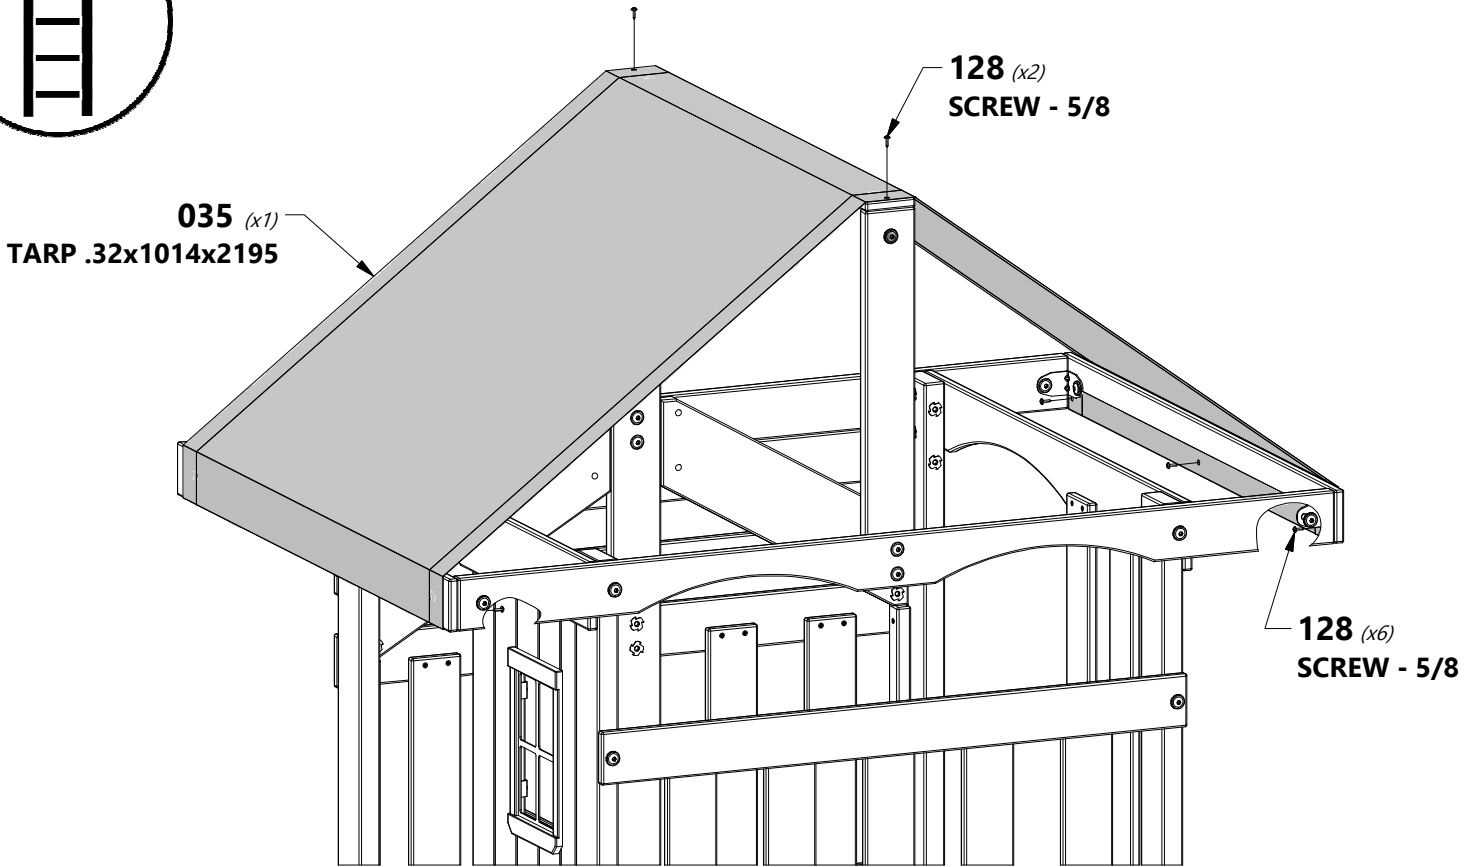 128 (x2)
SCREW - 5/8
035 (x1)
TARP .32x1014x2195
128 (x6)
SCREW - 5/8